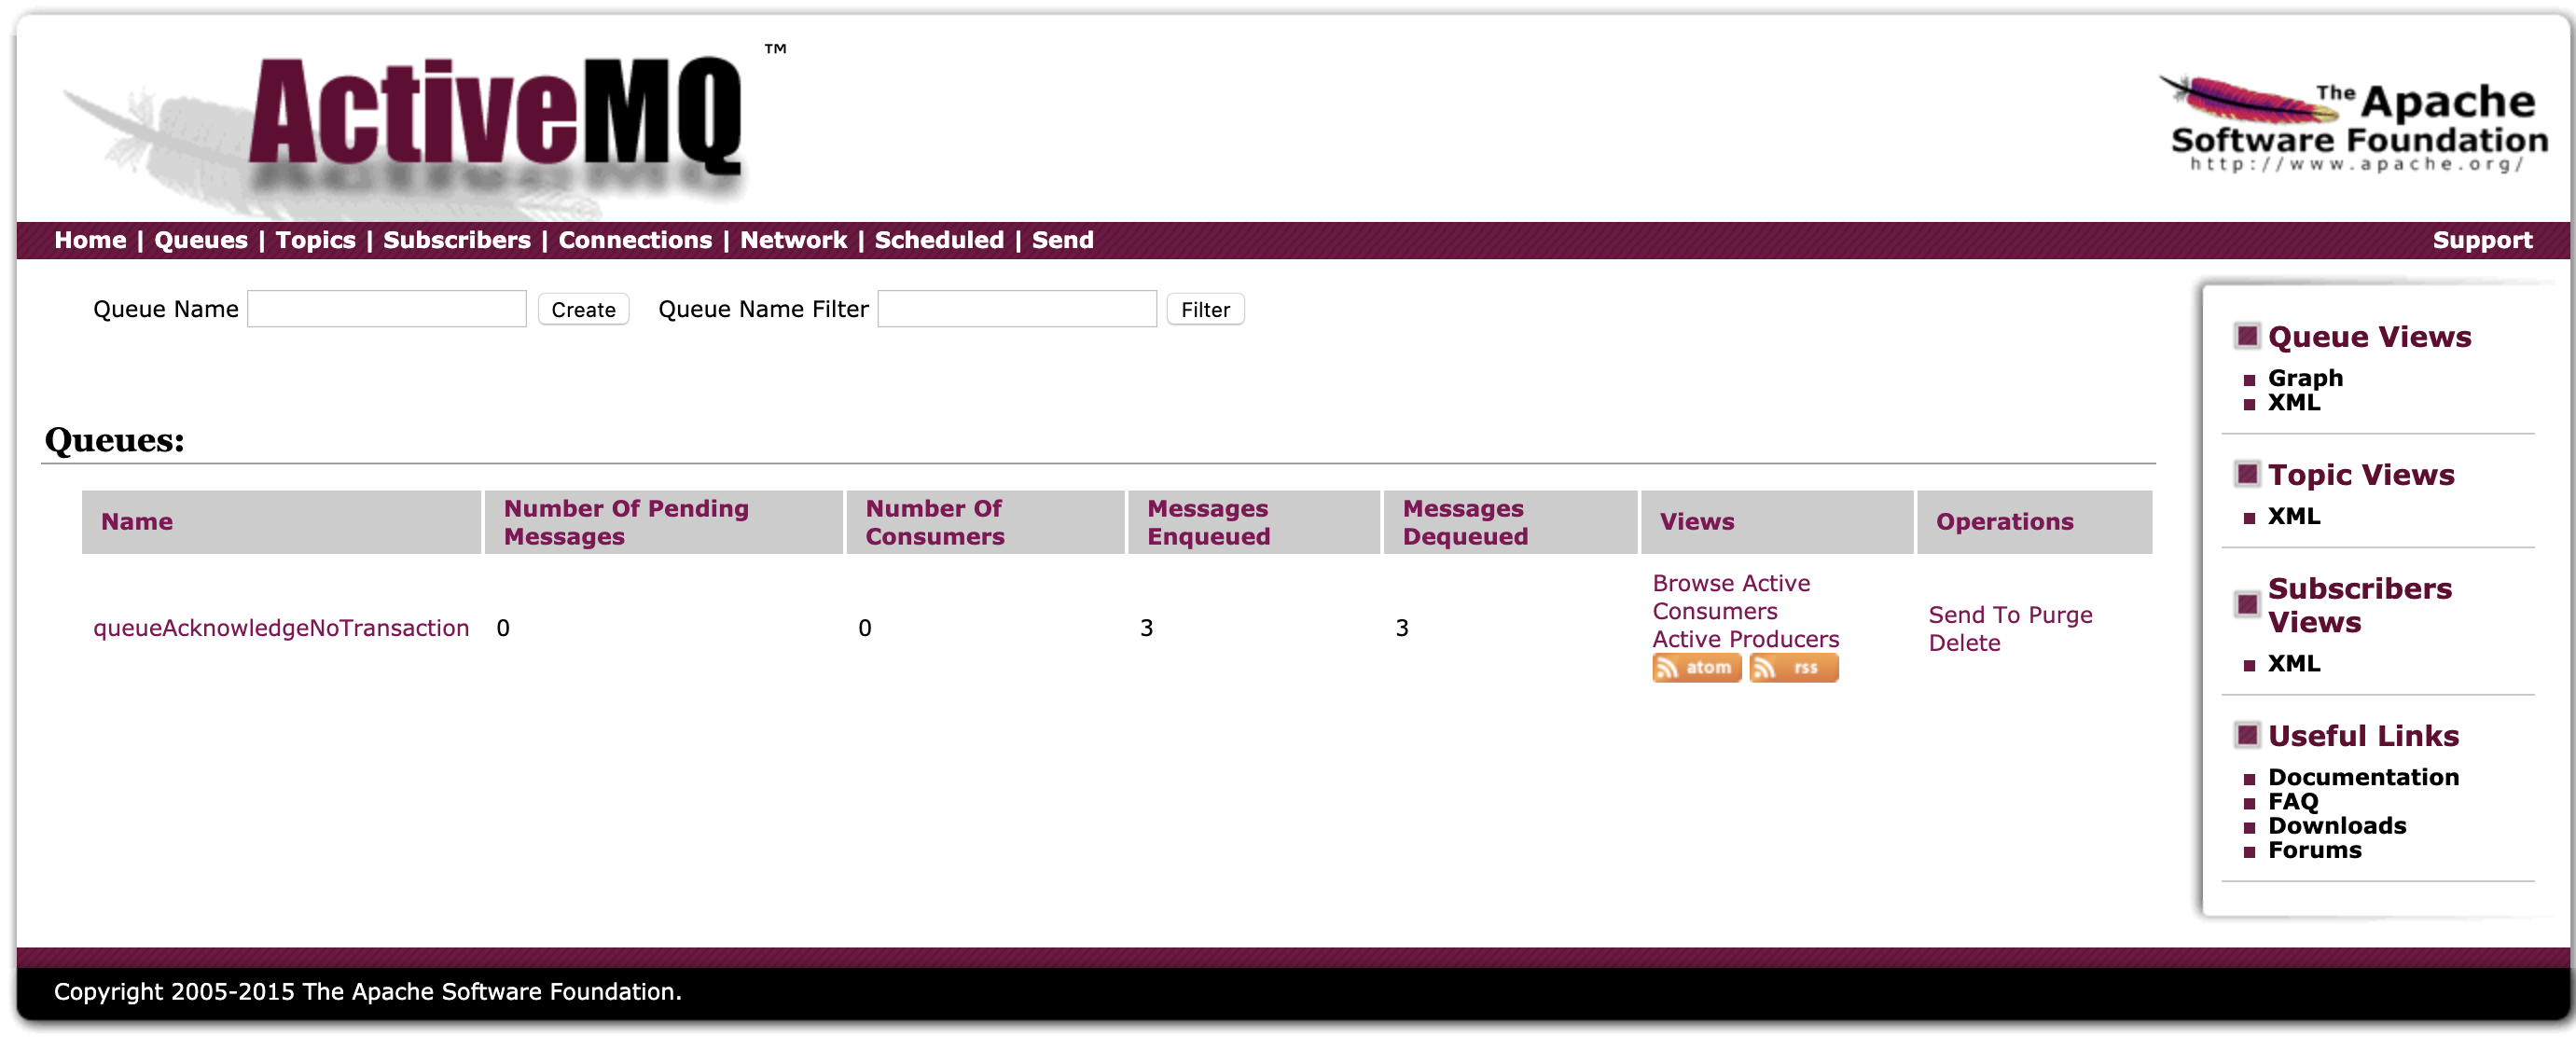 ActiveMQ ™
The Apache
Software Foundation
http://www.apache.org/
Home | Queues | Topics | Subscribers | Connections | Network | Scheduled | Send
Support
Queue Name Create Queue Name Filter Filter
Queues:
Name
Number Of Pending
Messages
Number Of
Consumers
Messages
Enqueued
Messages
Dequeued
Views
Operations
queueAcknowledgeNoTransaction
0
0
3
3
Browse Active
Consumers
Active Producers
atom rss
Send To Purge
Delete
Queue Views
Graph
XML
Topic Views
XML
Subscribers
Views
XML
Useful Links
Documentation
FAQ
Downloads
Forums
Copyright 2005-2015 The Apache Software Foundation.